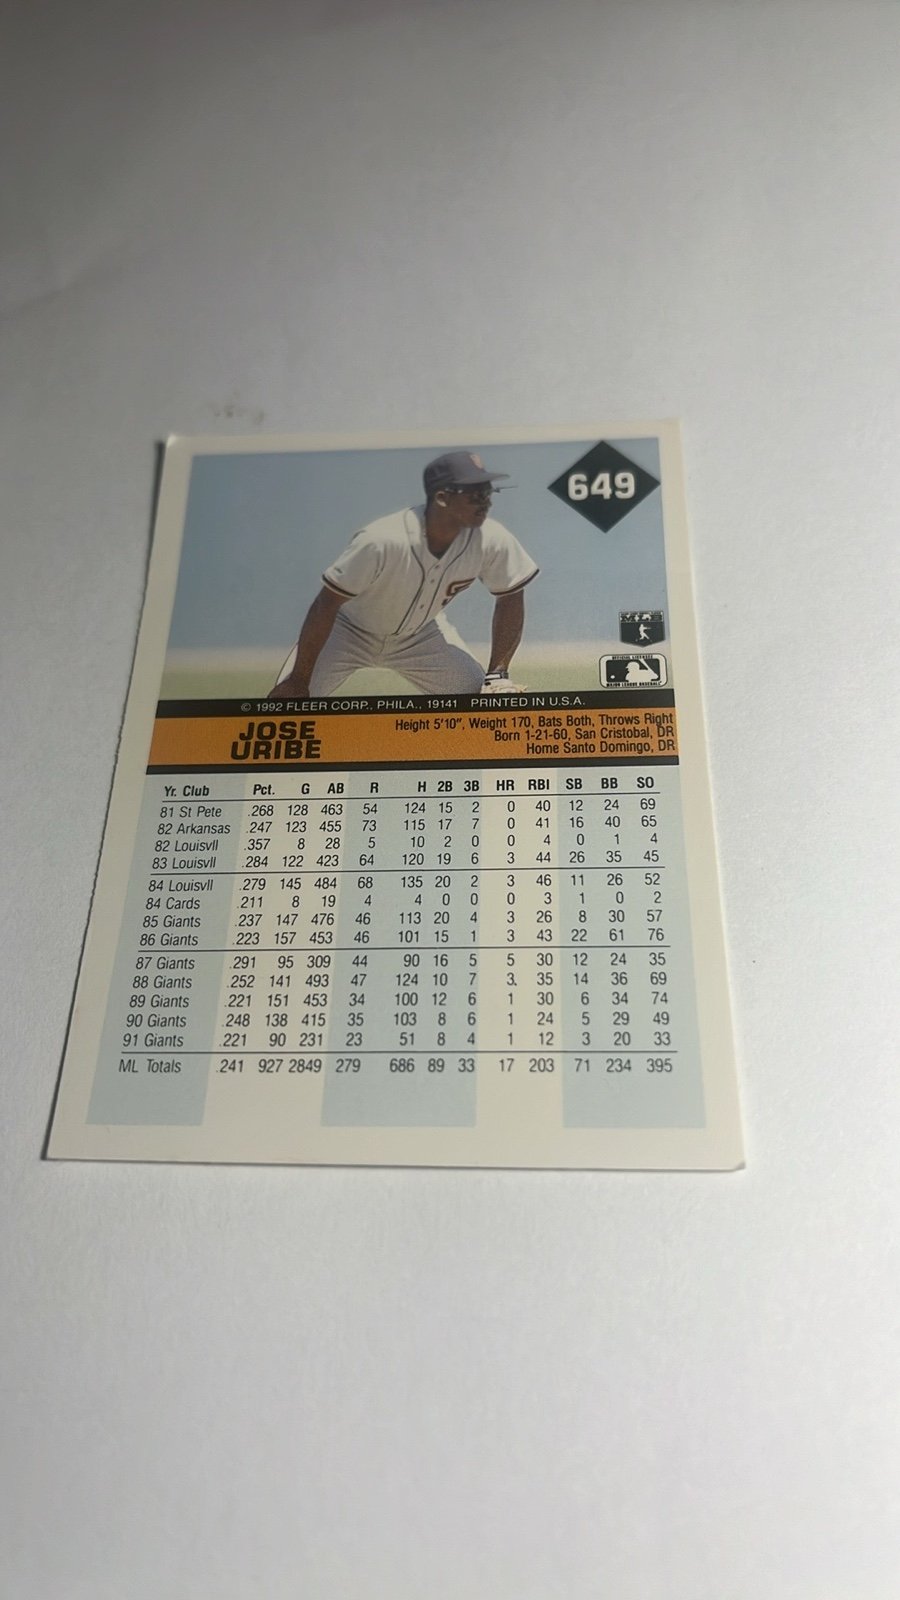 649
MLB
OFFICIAL LICENSEE
MAJOR LEAGUE BASEBALL
© 1992 FLEER CORP., PHILA., 19141 PRINTED IN U.S.A.
JOSE
URIBE
Height 5'10", Weight 170, Bats Both, Throws Right
Born 1-21-60, San Cristobal, DR
Home Santo Domingo, DR
Yr. Club Pct. G AB R H 2B 3B HR RBI SB BB SO
81 St Pete .268 128 463 54 124 15 2 0 40 12 24 69
82 Arkansas .247 123 455 73 115 17 7 0 41 16 40 65
82 Louisvll .357 8 28 5 10 2 0 0 4 0 1 4
83 Louisvll .284 122 423 64 120 19 6 3 44 26 35 45
84 Louisvll .279 145 484 68 135 20 2 3 46 11 26 52
84 Cards .211 8 19 4 4 0 0 0 3 1 0 2
85 Giants .237 147 476 46 113 20 4 3 26 8 30 57
86 Giants .223 157 453 46 101 15 1 3 43 22 61 76
87 Giants .291 95 309 44 90 16 5 5 30 12 24 35
88 Giants .252 141 493 47 124 10 7 3. 35 14 36 69
89 Giants .221 151 453 34 100 12 6 1 30 6 34 74
90 Giants .248 138 415 35 103 8 6 1 24 5 29 49
91 Giants .221 90 231 23 51 8 4 1 12 3 20 33
ML Totals .241 927 2849 279 686 89 33 17 203 71 234 395